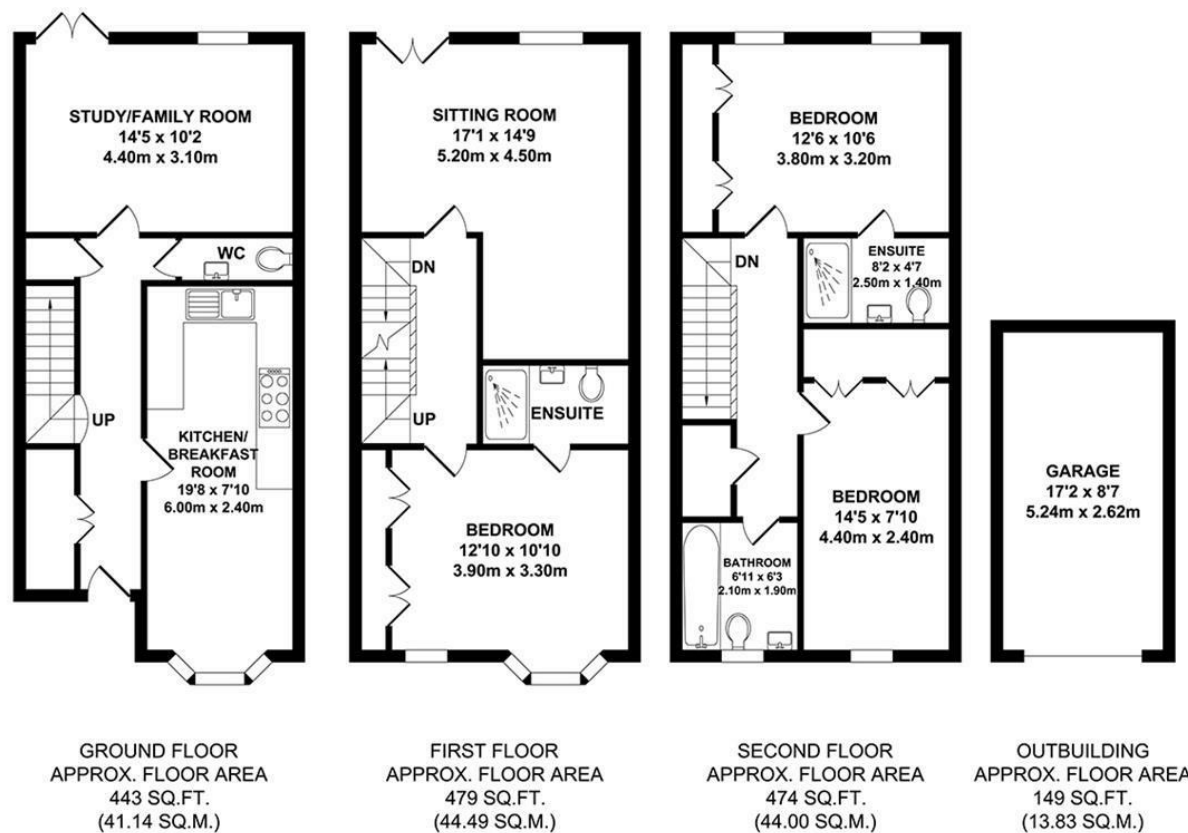 STUDY/FAMILY ROOM
14'5 x 10'2
4.40m x 3.10m
WC
UP
KITCHEN/
BREAKFAST
ROOM
19'8 x 7'10
6.00m x 2.40m
GROUND FLOOR
APPROX. FLOOR AREA
443 SQ.FT.
(41.14 SQ.M.)
SITTING ROOM
17'1 x 14'9
5.20m x 4.50m
DN
UP
ENSUITE
BEDROOM
12'10 x 10'10
3.90m x 3.30m
FIRST FLOOR
APPROX. FLOOR AREA
479 SQ.FT.
(44.49 SQ.M.)
BEDROOM
12'6 x 10'6
3.80m x 3.20m
DN
ENSUITE
8'2 x 4'7
2.50m x 1.40m
BEDROOM
14'5 x 7'10
4.40m x 2.40m
BATHROOM
6'11 x 6'3
2.10m x 1.90m
SECOND FLOOR
APPROX. FLOOR AREA
474 SQ.FT.
(44.00 SQ.M.)
GARAGE
17'2 x 8'7
5.24m x 2.62m
OUTBUILDING
APPROX. FLOOR AREA
149 SQ.FT.
(13.83 SQ.M.)